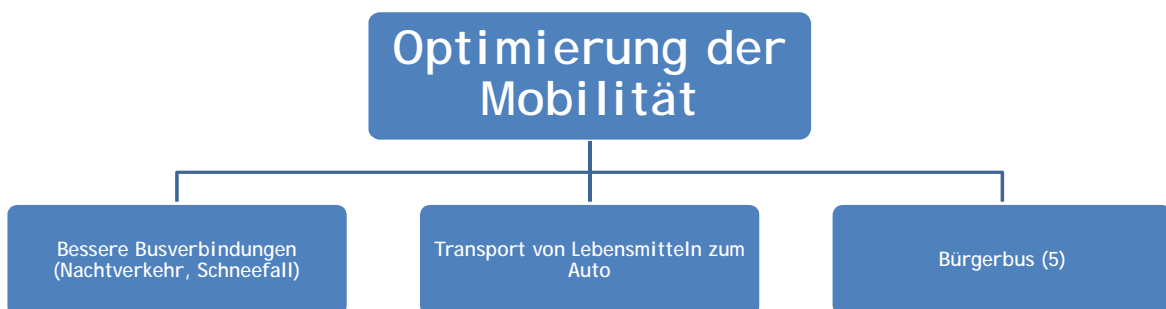 Optimierung der
Mobilität
Bessere Busverbindungen
(Nachtverkehr, Schneefall)
Transport von Lebensmitteln zum
Auto
Bürgerbus (5)